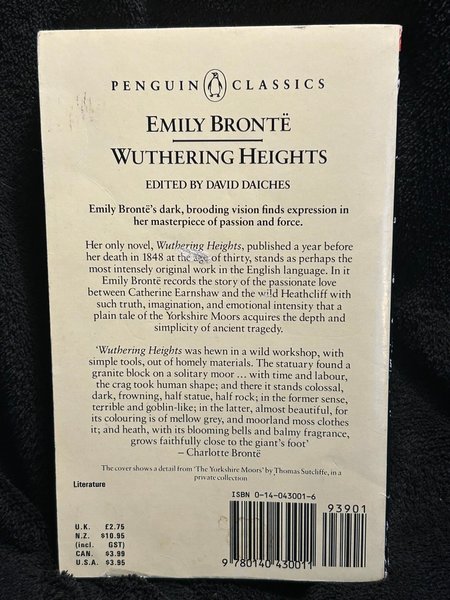 PENGUIN CLASSICS
EMILY BRONTË
WUTHERING HEIGHTS
EDITED BY DAVID DAICHES
Emily Brontë's dark, brooding vision finds expression in
her masterpiece of passion and force.
Her only novel, Wuthering Heights, published a year before
her death in 1848 at the age of thirty, stands as perhaps the
most intensely original work in the English language. In it
Emily Brontë records the story of the passionate love
between Catherine Earnshaw and the wild Heathcliff with
such truth, imagination, and emotional intensity that a
plain tale of the Yorkshire Moors acquires the depth and
simplicity of ancient tragedy.
'Wuthering Heights was hewn in a wild workshop, with
simple tools, out of homely materials. The statuary found a
granite block on a solitary moor ... with time and labour,
the crag took human shape; and there it stands colossal,
dark, frowning, half statue, half rock; in the former sense,
terrible and goblin-like; in the latter, almost beautiful, for
its colouring is of mellow grey, and moorland moss clothes
it; and heath, with its blooming bells and balmy fragrance,
grows faithfully close to the giant's foot'
– Charlotte Brontë
The cover shows a detail from 'The Yorkshire Moors' by Thomas Sutcliffe, in a
private collection
Literature
ISBN 0-14-043001-6
93901
U.K. £2.75
N.Z. $10.95
(incl. GST)
CAN. $3.99
U.S.A. $3.95
9 780140 430011